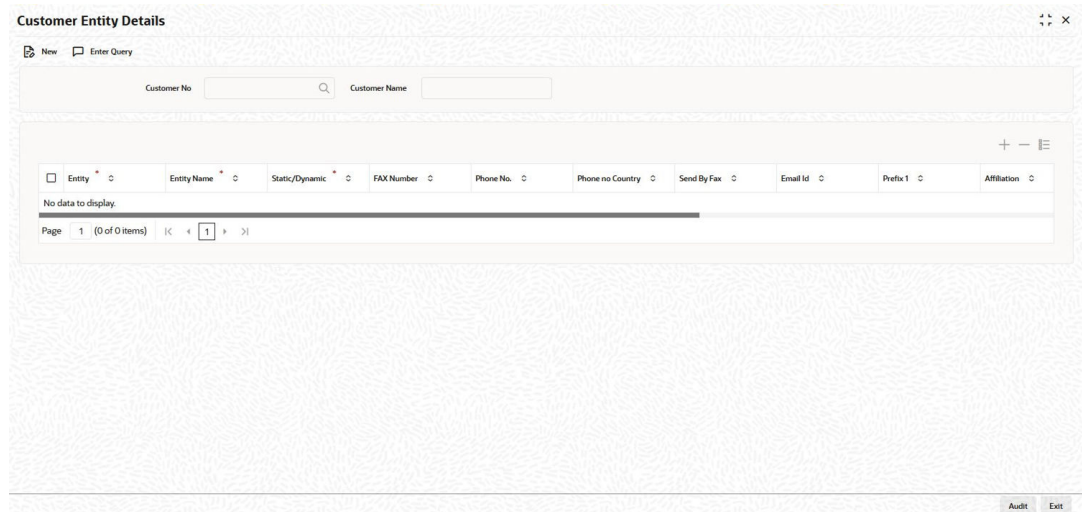 Customer Entity Details
New Enter Query
Customer No Customer Name
Entity * Entity Name * Static/Dynamic * FAX Number Phone No. Phone no Country Send By Fax Email Id Prefix 1 Affiliation
No data to display.
Page 1 (0 of 0 items) 1
Audit Exit